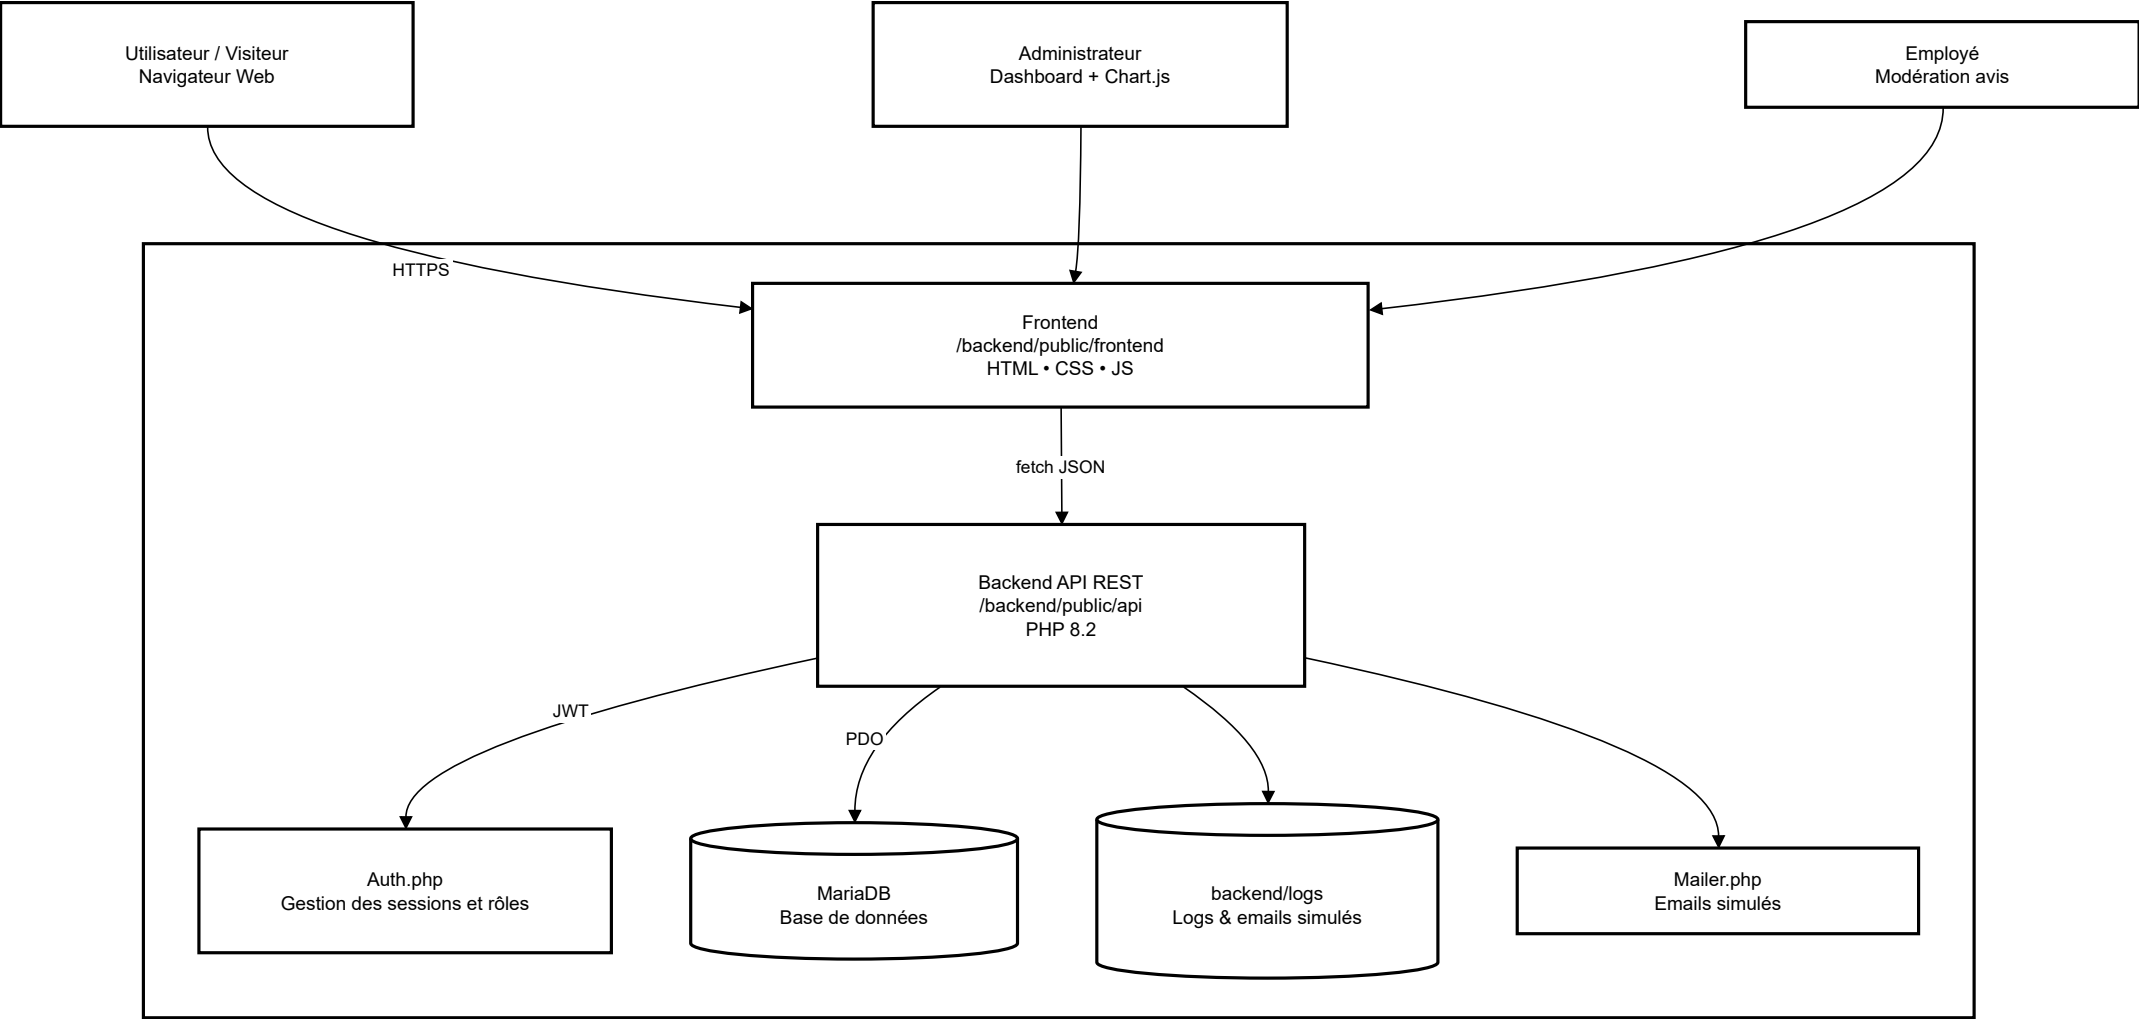 Utilisateur / Visiteur
Navigateur Web
Administrateur
Dashboard + Chart.js
Employé
Modération avis
HTTPS
Frontend
/backend/public/frontend
HTML • CSS • JS
fetch JSON
Backend API REST
/backend/public/api
PHP 8.2
JWT
PDO
Auth.php
Gestion des sessions et rôles
MariaDB
Base de données
backend/logs
Logs & emails simulés
Mailer.php
Emails simulés